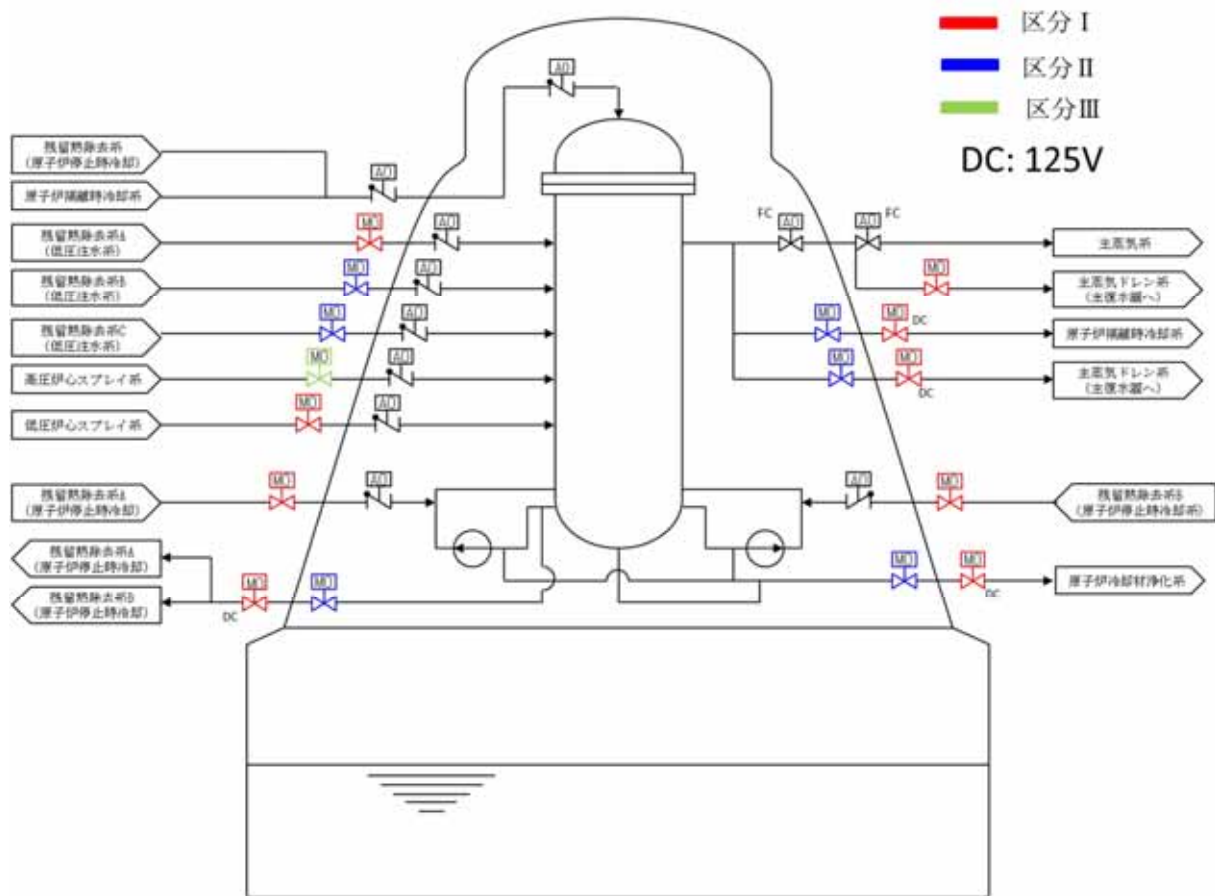 区分Ⅰ
区分Ⅱ
区分Ⅲ
DC: 125V
AO
残留熱除去系
(原子炉停止時冷却)
AO
原子炉隔離時冷却系
残留熱除去系A
(低圧注水系)
MO
AO
残留熱除去系B
(低圧注水系)
MO
AO
残留熱除去系C
(低圧注水系)
MO
AO
高圧炉心スプレイ系
MO
AO
低圧炉心スプレイ系
MO
AO
残留熱除去系A
(原子炉停止時冷却)
MO
AO
残留熱除去系A
(原子炉停止時冷却)
残留熱除去系B
(原子炉停止時冷却)
MO
DC
MO
FC
AO
AO
FC
主蒸気系
MO
主蒸気ドレン系
(主復水器へ)
MO
MO
DC
原子炉隔離時冷却系
MO
MO
DC
主蒸気ドレン系
(主復水器へ)
AO
MO
残留熱除去系B
(原子炉停止時冷却系)
MO
MO
DC
原子炉冷却材浄化系